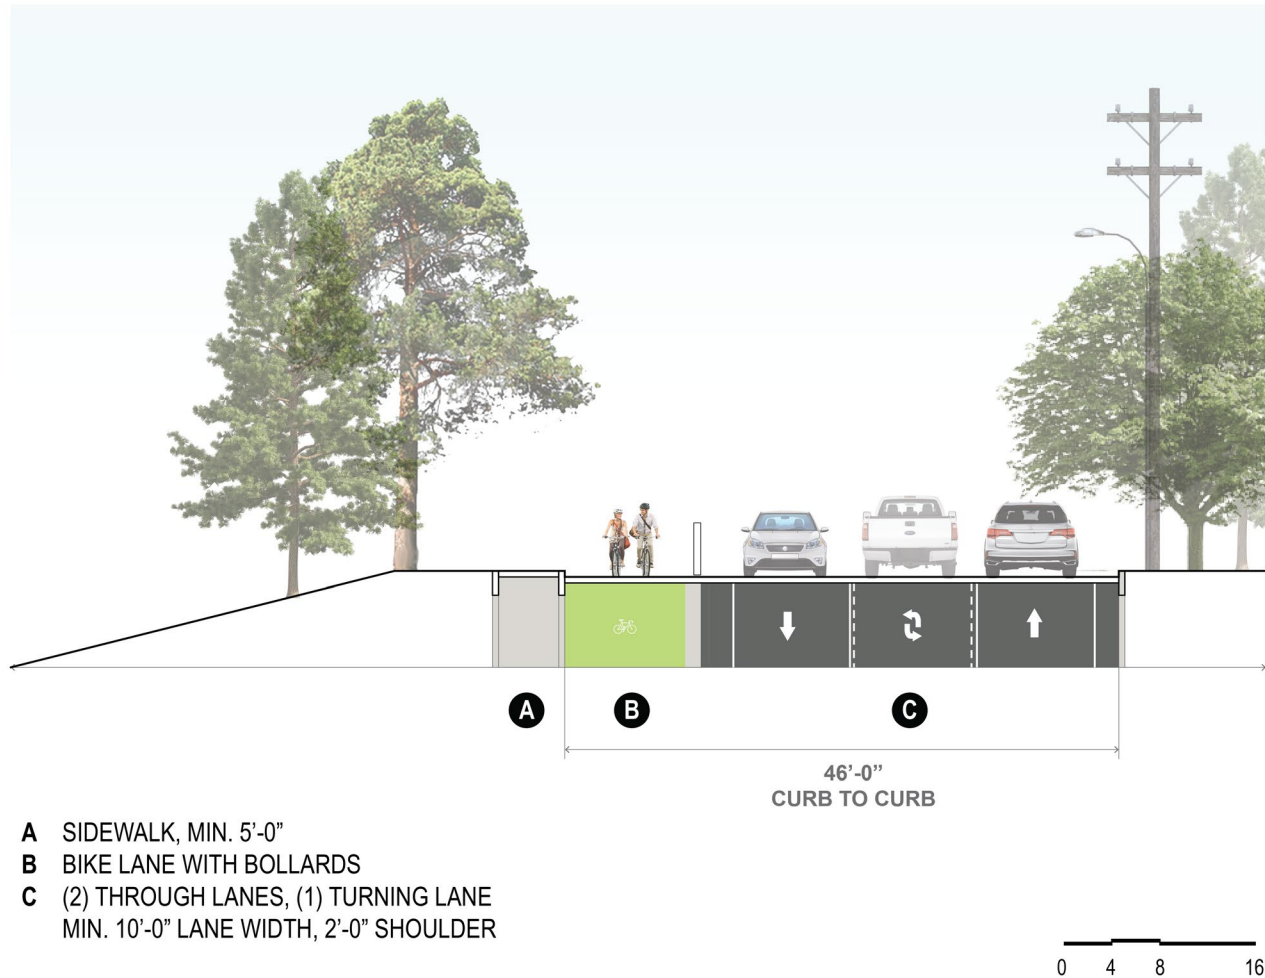 A
B
C
46’-0”
CURB TO CURB
A SIDEWALK, MIN. 5’-0”
B BIKE LANE WITH BOLLARDS
C (2) THROUGH LANES, (1) TURNING LANE
MIN. 10’-0” LANE WIDTH, 2’-0” SHOULDER
0 4 8 16